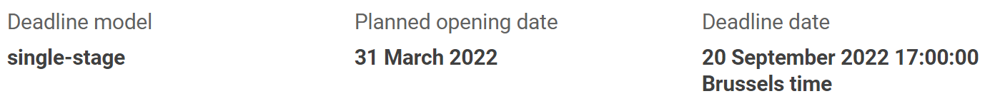 Deadline model
single-stage
Planned opening date
31 March 2022
Deadline date
20 September 2022 17:00:00
Brussels time